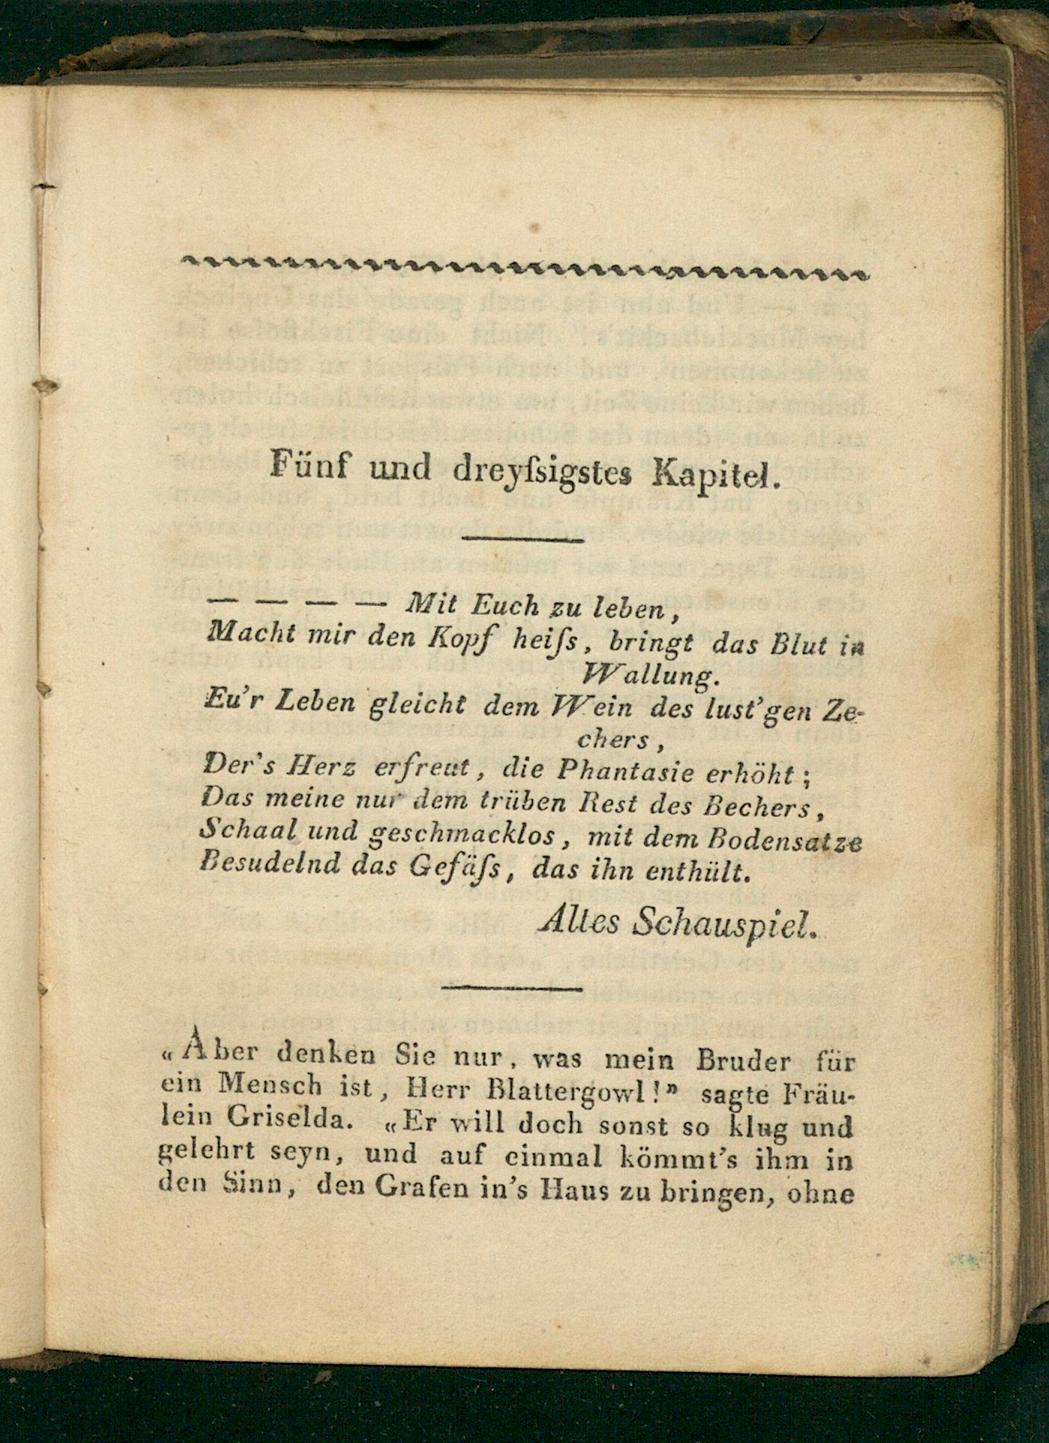 Fünf und dreyſsigstes Kapitel.
— — — — Mit Euch zu leben,
Macht mir den Kopf heiſs, bringt das Blut in
Wallung.
Eu'r Leben gleicht dem Wein des lust'gen Ze-
chers,
Der's Herz erfreut, die Phantasie erhöht;
Das meine nur dem trüben Rest des Bechers,
Schaal und geschmacklos, mit dem Bodensatze
Besudelnd das Gefäſs, das ihn enthült.
Altes Schauspiel.
„Aber denken Sie nur, was mein Bruder für
ein Mensch ist, Herr Blattergowl!” sagte Fräu-
lein Griselda. „Er will doch sonst so klug und
gelehrt seyn, und auf einmal kömmt's ihm in
den Sinn, den Grafen in's Haus zu bringen, ohne